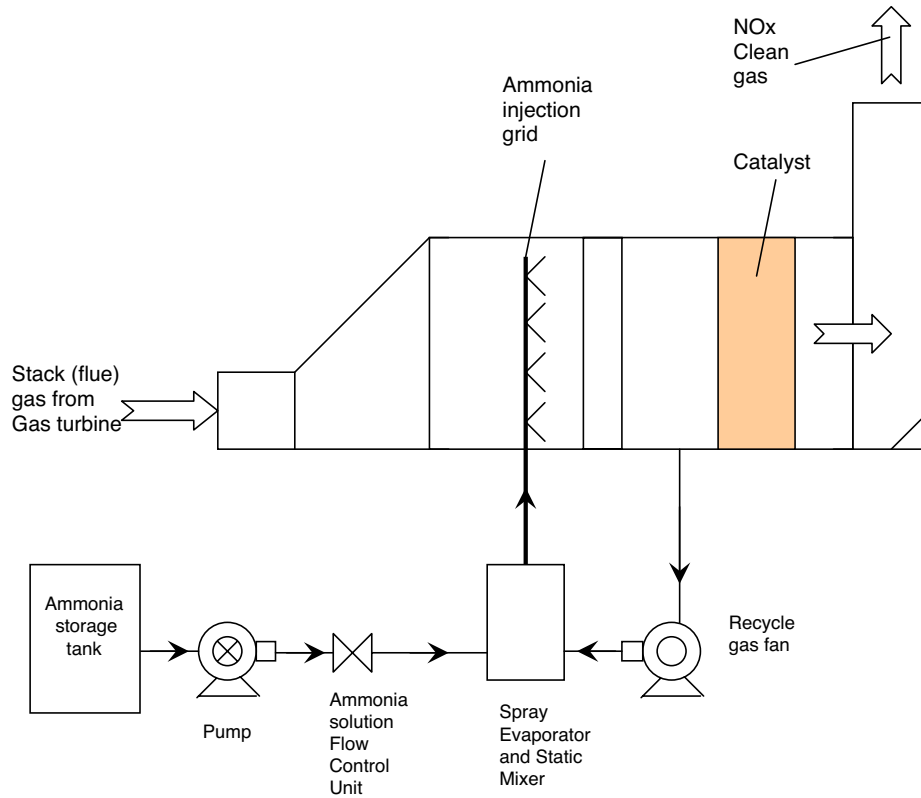 NOx
Clean
gas
Ammonia
injection
grid
Catalyst
Stack (flue)
gas from
Gas turbine
Ammonia
storage
tank
Pump
Ammonia
solution
Flow
Control
Unit
Spray
Evaporator
and Static
Mixer
Recycle
gas fan